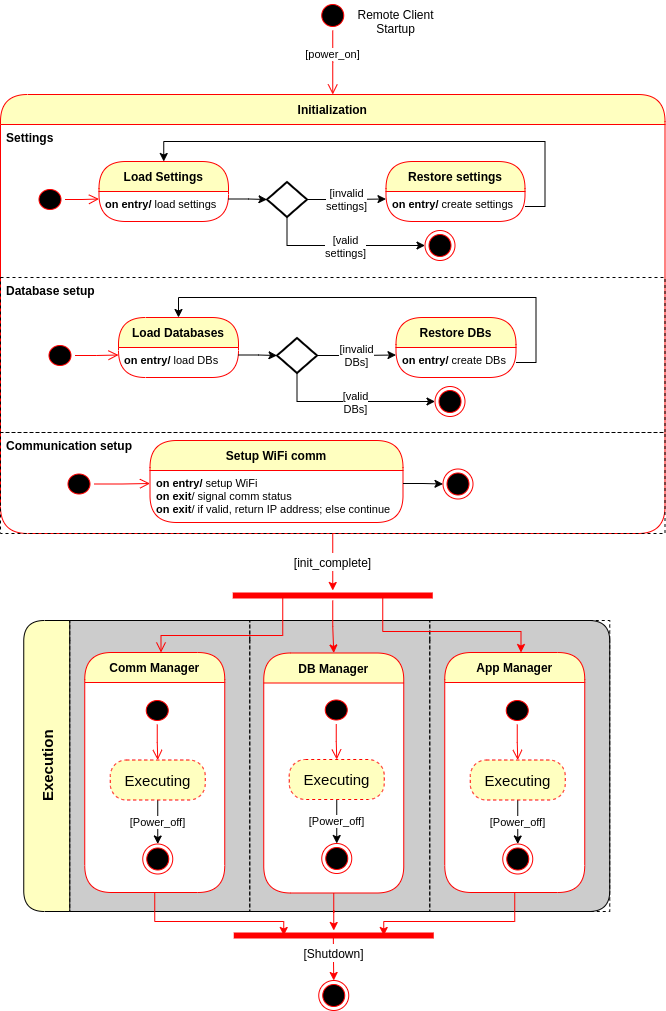 Remote Client
Startup
[power_on]
Initialization
Settings
Load Settings
on entry/ load settings
[invalid
settings]
Restore settings
on entry/ create settings
[valid
settings]
Database setup
Load Databases
on entry/ load DBs
[invalid
DBs]
Restore DBs
on entry/ create DBs
[valid
DBs]
Communication setup
Setup WiFi comm
on entry/ setup WiFi
on exit/ signal comm status
on exit/ if valid, return IP address; else continue
[init_complete]
Execution
Comm Manager
DB Manager
App Manager
Executing
Executing
Executing
[Power_off]
[Power_off]
[Power_off]
[Shutdown]